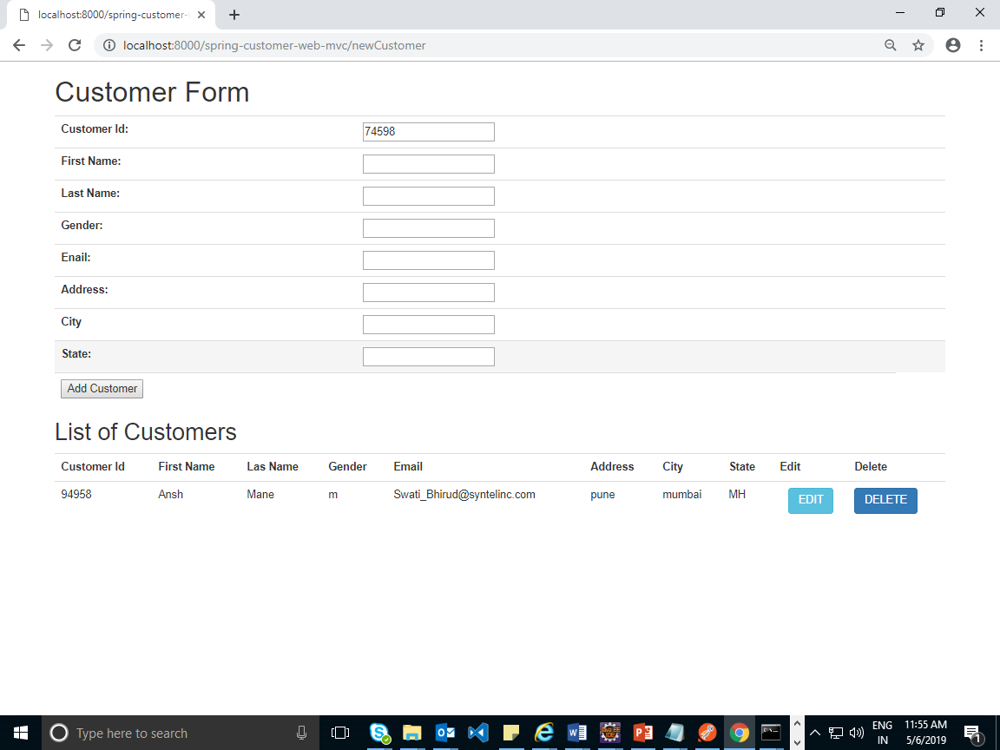 localhost:8000/spring-customer-
localhost:8000/spring-customer-web-mvc/newCustomer
Customer Form
Customer Id: 74598
First Name:
Last Name:
Gender:
Enail:
Address:
City
State:
Add Customer
List of Customers
Customer Id First Name Las Name Gender Email Address City State Edit Delete
94958 Ansh Mane m Swati_Bhirud@syntelinc.com pune mumbai MH EDIT DELETE
Type here to search
ENG 11:55 AM
IN 5/6/2019
1